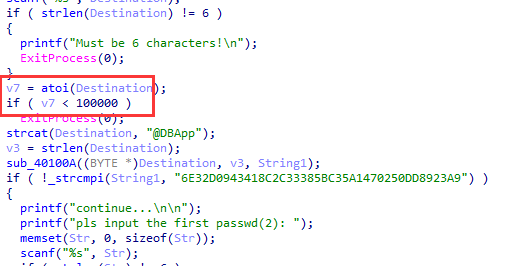 scanf("%s", Destination);
if ( strlen(Destination) != 6 )
{
printf("Must be 6 characters!\n");
ExitProcess(0);
}
v7 = atoi(Destination);
if ( v7 < 100000 )
ExitProcess(0);
strcat(Destination, "@DBApp");
v3 = strlen(Destination);
sub_40100A((BYTE *)Destination, v3, String1);
if ( !_strcmpi(String1, "6E32D0943418C2C33385BC35A1470250DD8923A9") )
{
printf("continue...\n\n");
printf("pls input the first passwd(2): ");
memset(Str, 0, sizeof(Str));
scanf("%s", Str);